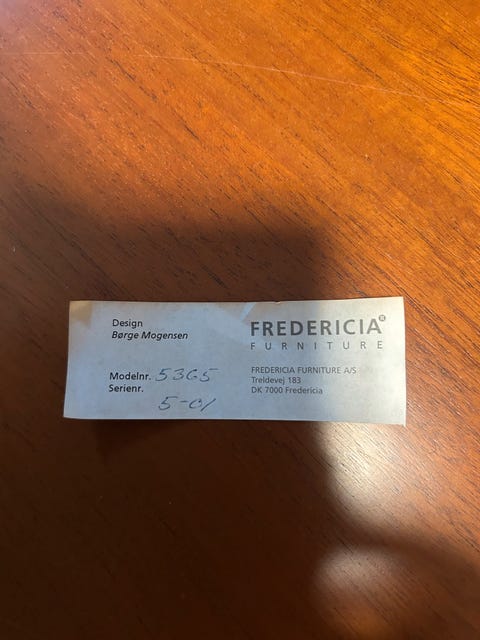 Design
Børge Mogensen
Modelnr. 5365
Serienr.
5-01
FREDERICIA®
FURNITURE
FREDERICIA FURNITURE A/S
Treldevej 183
DK 7000 Fredericia